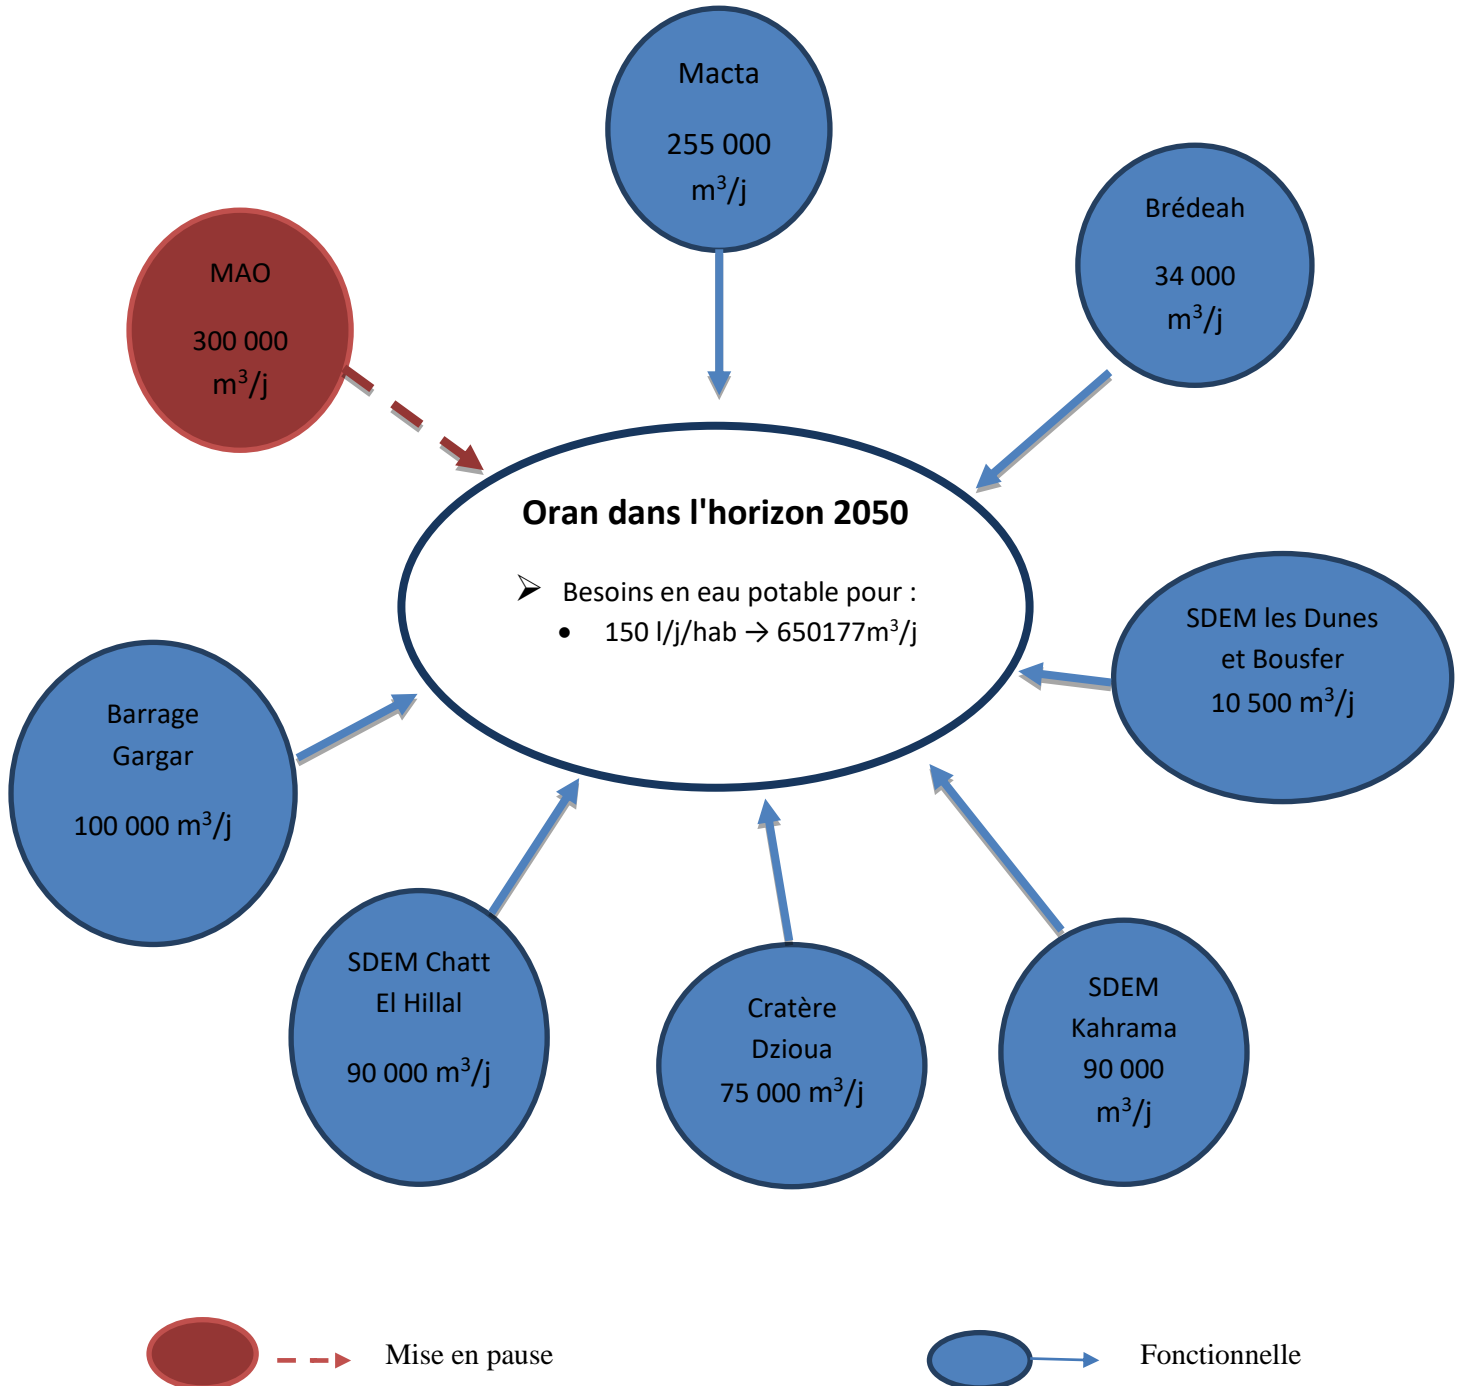 Macta
255 000
m³/j
Brédeah
34 000
m³/j
MAO
300 000
m³/j
Oran dans l'horizon 2050
➢ Besoins en eau potable pour :
• 150 l/j/hab → 650177m³/j
SDEM les Dunes
et Bousfer
10 500 m³/j
Barrage
Gargar
100 000 m³/j
SDEM Chatt
El Hillal
90 000 m³/j
Cratère
Dzioua
75 000 m³/j
SDEM
Kahrama
90 000
m³/j
Mise en pause
Fonctionnelle